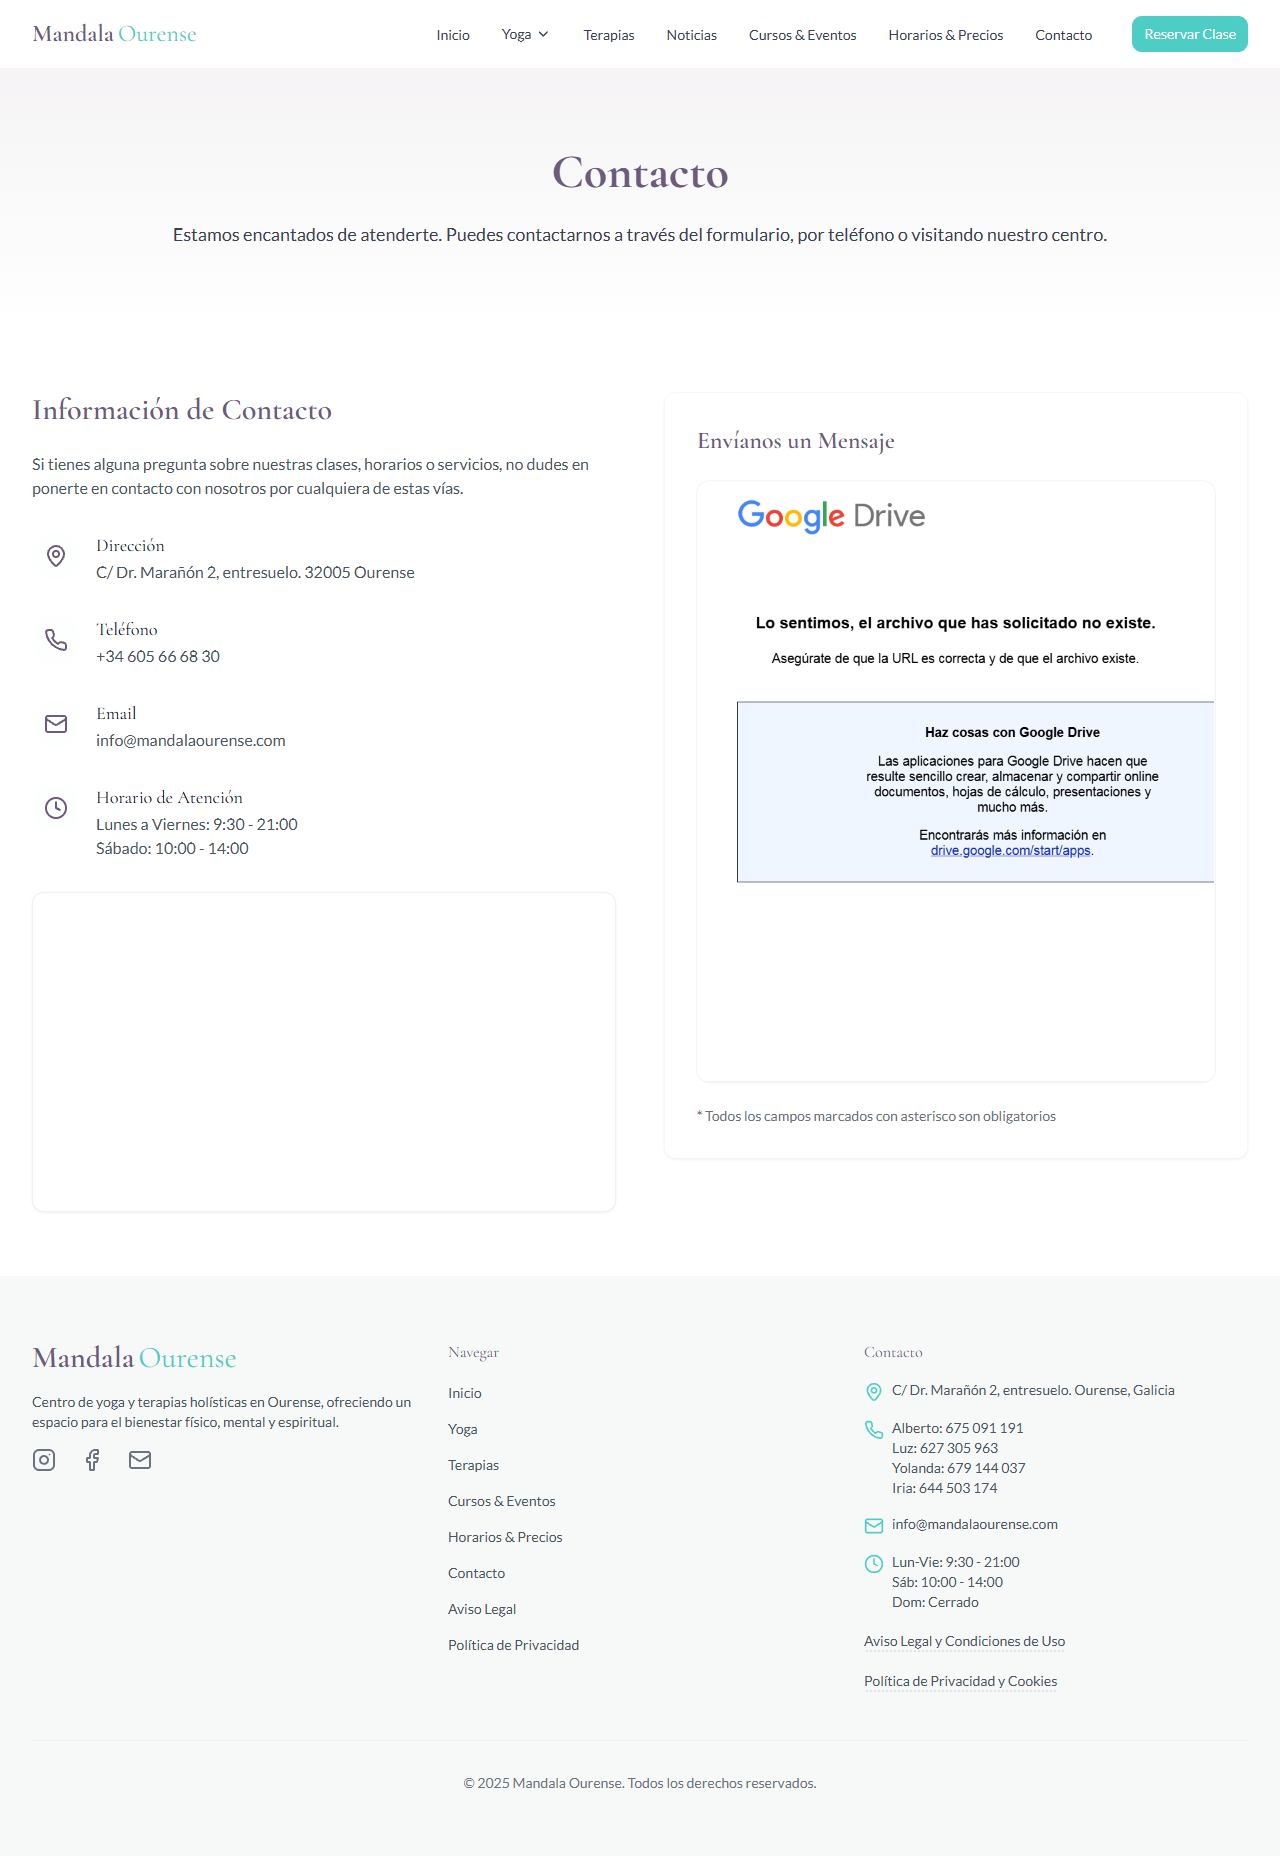 Mandala Ourense
Inicio
Yoga
Terapias
Noticias
Cursos & Eventos
Horarios & Precios
Contacto
Reservar Clase
Contacto
Estamos encantados de atenderte. Puedes contactarnos a través del formulario, por teléfono o visitando nuestro centro.
Información de Contacto
Si tienes alguna pregunta sobre nuestras clases, horarios o servicios, no dudes en
ponerte en contacto con nosotros por cualquiera de estas vías.
Dirección
C/ Dr. Marañón 2, entresuelo. 32005 Ourense
Teléfono
+34 605 66 68 30
Email
info@mandalaourense.com
Horario de Atención
Lunes a Viernes: 9:30 - 21:00
Sábado: 10:00 - 14:00
Envíanos un Mensaje
Google Drive
Lo sentimos, el archivo que has solicitado no existe.
Asegúrate de que la URL es correcta y de que el archivo existe.
Haz cosas con Google Drive
Las aplicaciones para Google Drive hacen que
resulte sencillo crear, almacenar y compartir online
documentos, hojas de cálculo, presentaciones y
mucho más.
Encontrarás más información en
drive.google.com/start/apps.
* Todos los campos marcados con asterisco son obligatorios
Mandala Ourense
Centro de yoga y terapias holísticas en Ourense, ofreciendo un
espacio para el bienestar físico, mental y espiritual.
Navegar
Inicio
Yoga
Terapias
Cursos & Eventos
Horarios & Precios
Contacto
Aviso Legal
Política de Privacidad
Contacto
C/ Dr. Marañón 2, entresuelo. Ourense, Galicia
Alberto: 675 091 191
Luz: 627 305 963
Yolanda: 679 144 037
Iria: 644 503 174
info@mandalaourense.com
Lun-Vie: 9:30 - 21:00
Sáb: 10:00 - 14:00
Dom: Cerrado
Aviso Legal y Condiciones de Uso
Política de Privacidad y Cookies
© 2025 Mandala Ourense. Todos los derechos reservados.